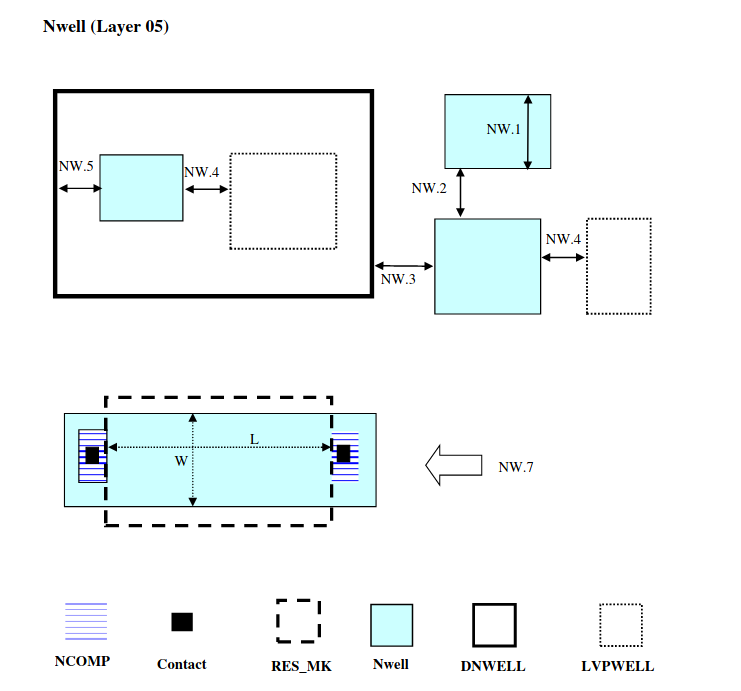 Nwell (Layer 05)
NW.1
NW.5
NW.4
NW.2
NW.4
NW.3
L
W
NW.7
NCOMP
Contact
RES_MK
Nwell
DNWELL
LVPWELL